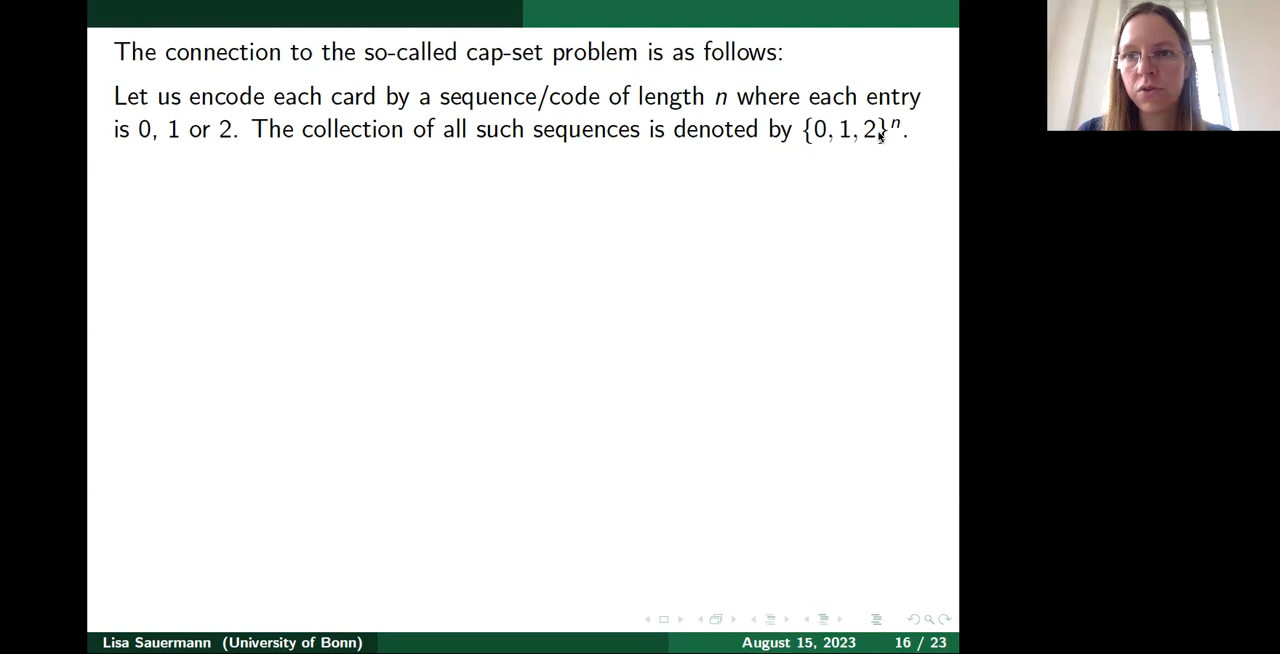 The connection to the so-called cap-set problem is as follows:
Let us encode each card by a sequence/code of length n where each entry
is 0, 1 or 2. The collection of all such sequences is denoted by {0, 1, 2}ⁿ.
Lisa Sauermann (University of Bonn) August 15, 2023 16 / 23